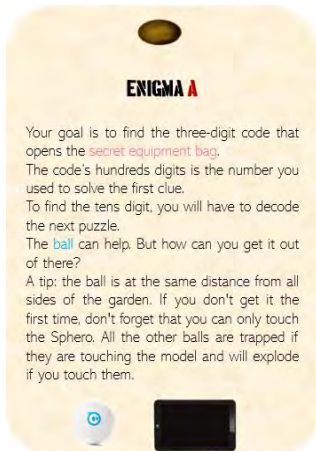 ENIGMA A
Your goal is to find the three-digit code that
opens the secret equipment bag.
The code's hundreds digits is the number you
used to solve the first clue.
To find the tens digit, you will have to decode
the next puzzle.
The ball can help. But how can you get it out
of there?
A tip: the ball is at the same distance from all
sides of the garden. If you don't get it the
first time, don't forget that you can only touch
the Sphero. All the other balls are trapped if
they are touching the model and will explode
if you touch them.